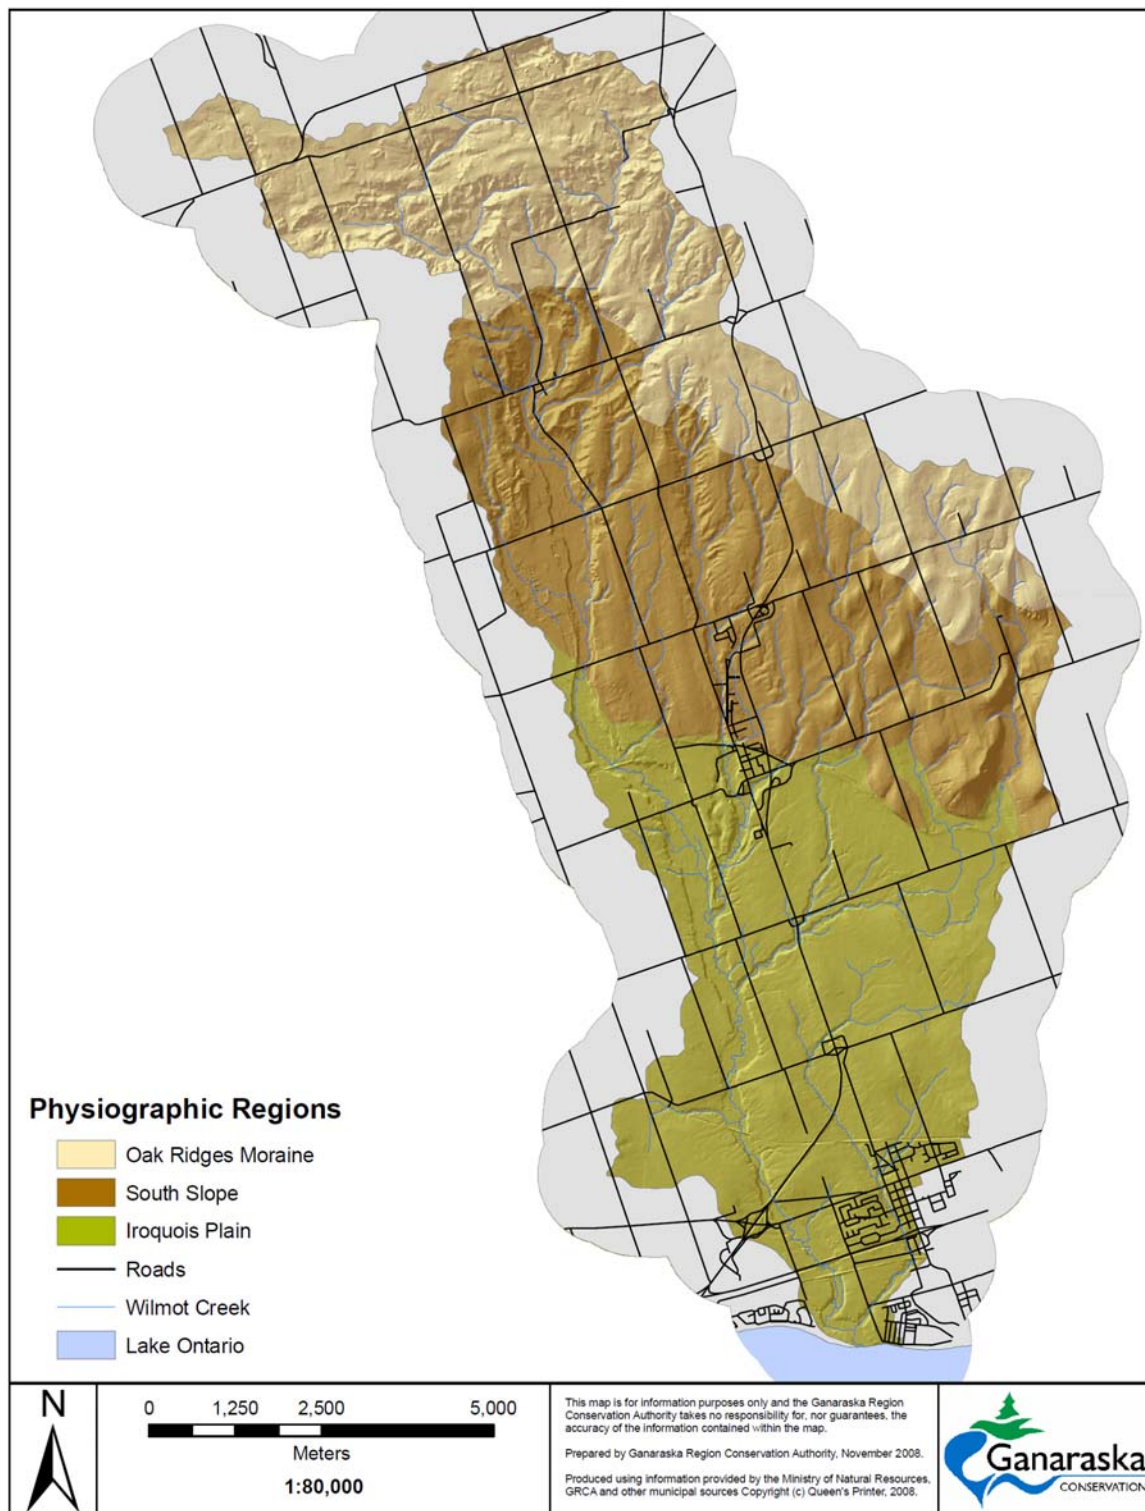 Physiographic Regions
Oak Ridges Moraine
South Slope
Iroquois Plain
Roads
Wilmot Creek
Lake Ontario
N
0 1,250 2,500 5,000
Meters
1:80,000
This map is for information purposes only and the Ganaraska Region
Conservation Authority takes no responsibility for, nor guarantees, the
accuracy of the information contained within the map.
Prepared by Ganaraska Region Conservation Authority, November 2008.
Produced using information provided by the Ministry of Natural Resources,
GRCA and other municipal sources Copyright (c) Queen's Printer, 2008.
Ganaraska
CONSERVATION